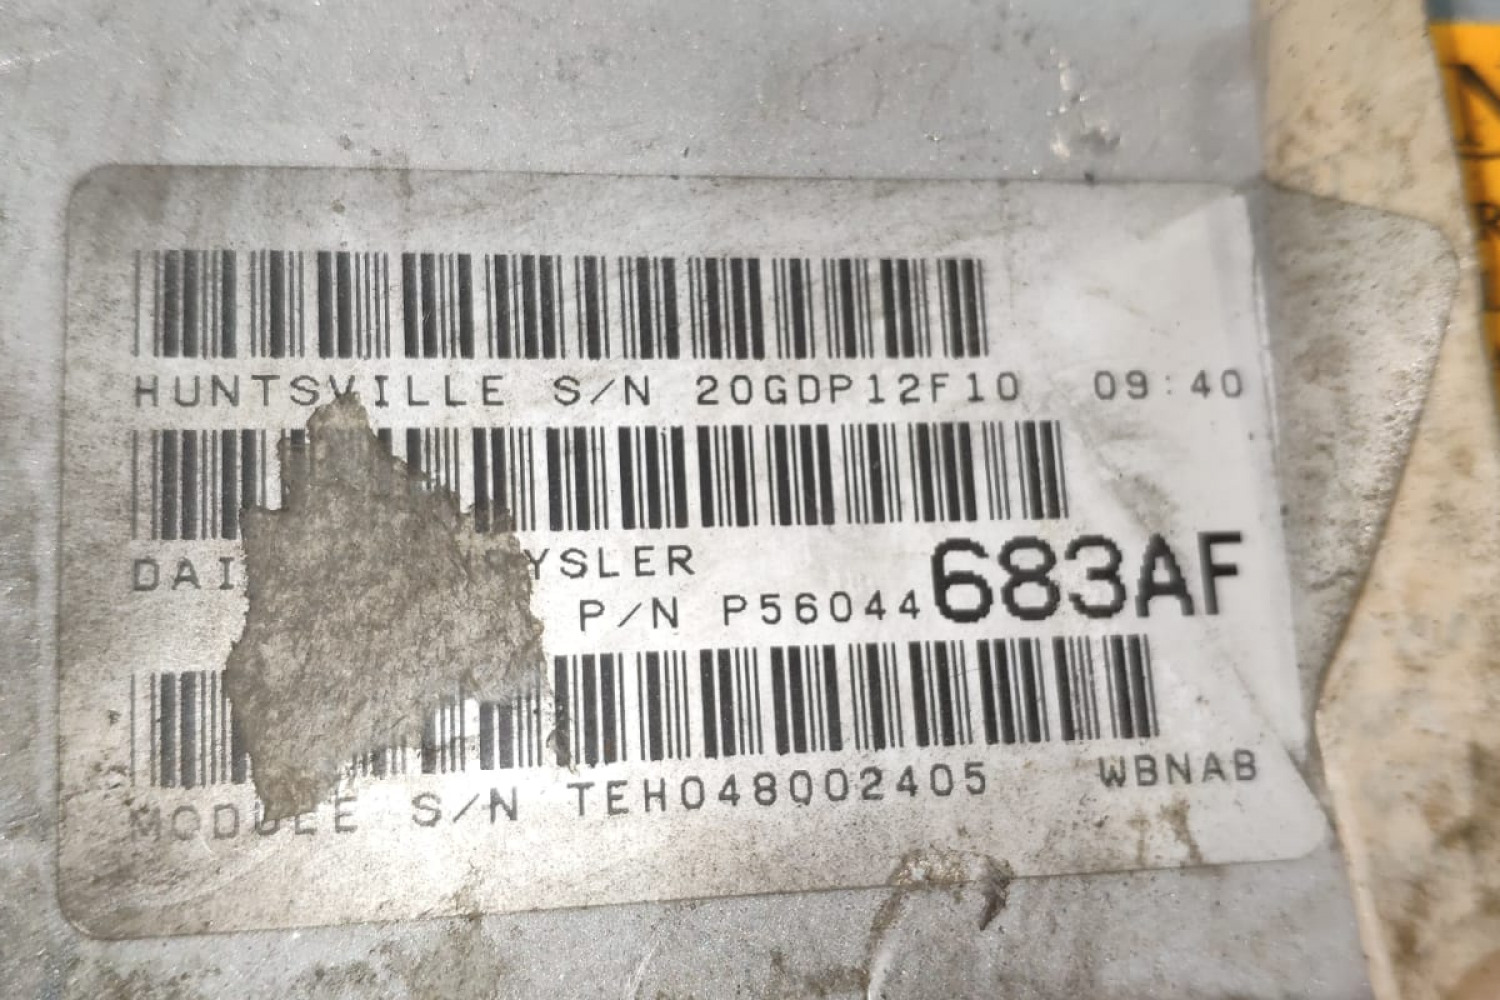 HUNTSVILLE S/N 20GDP12F10 09:40
P/N P56044683AF
MODULE S/N TEH048002405 WBNAB